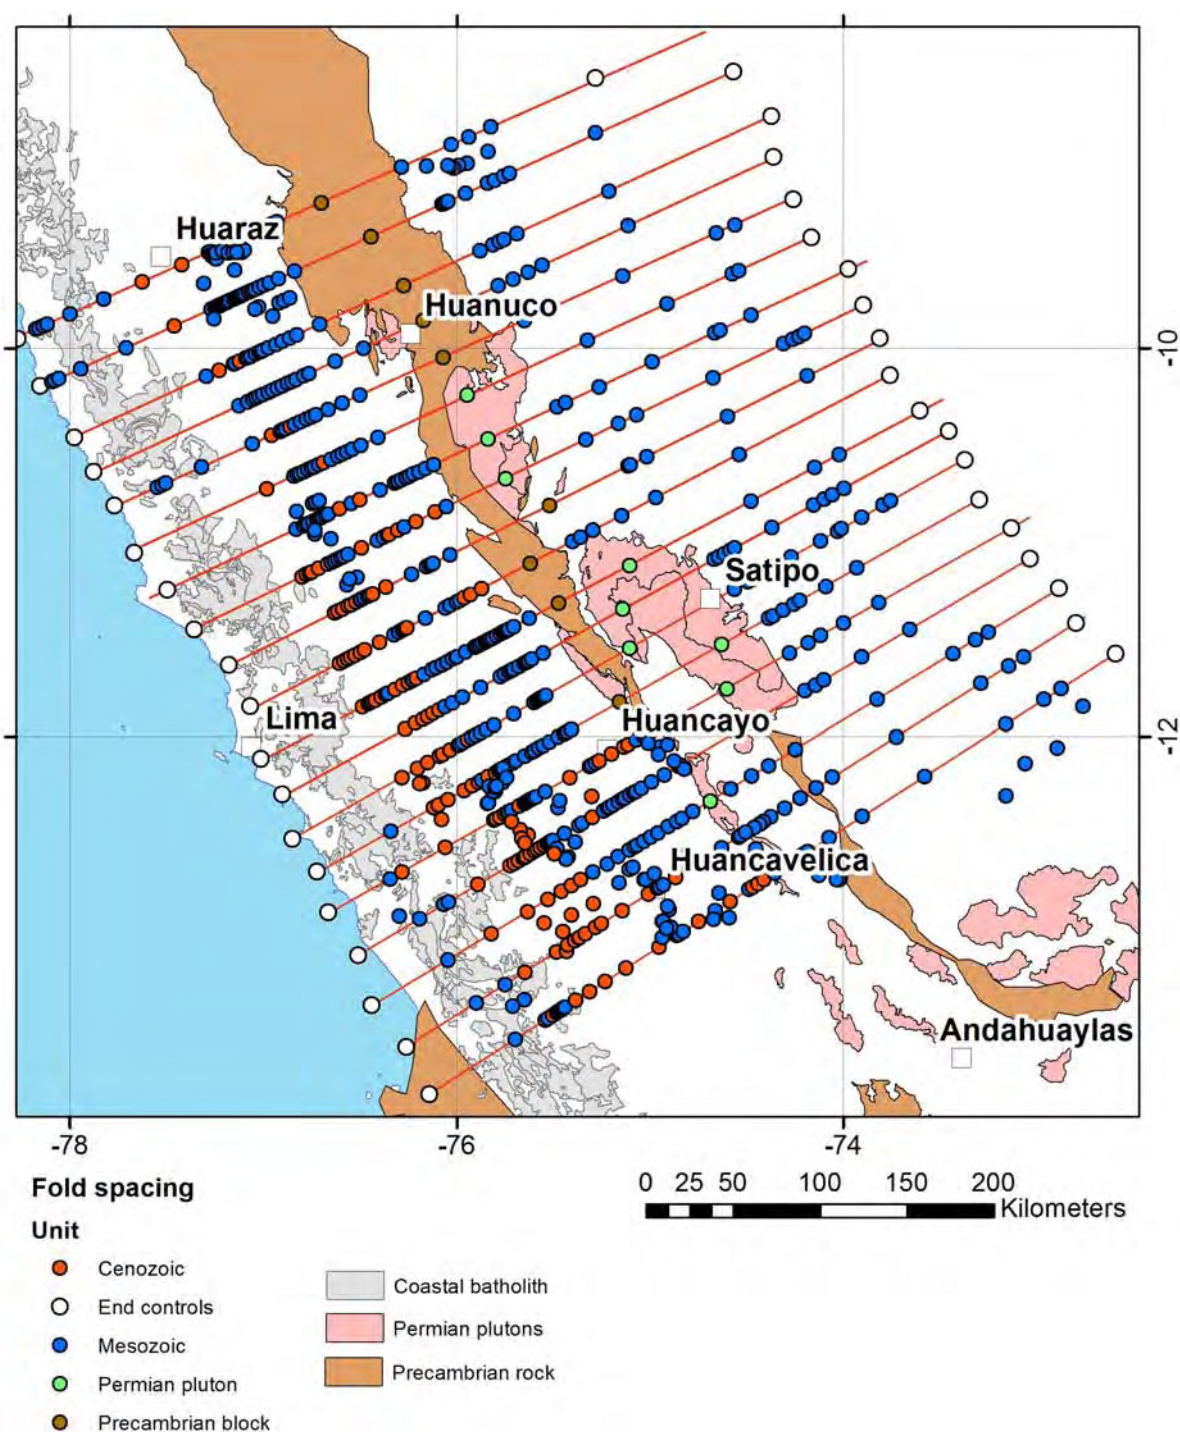 Huaraz
Huanuco
-10
Satipo
Lima
Huancayo
-12
Huancavelica
Andahuaylas
-78
-76
-74
Fold spacing
Unit
Cenozoic
End controls
Mesozoic
Permian pluton
Precambrian block
Coastal batholith
Permian plutons
Precambrian rock
0 25 50 100 150 200
Kilometers